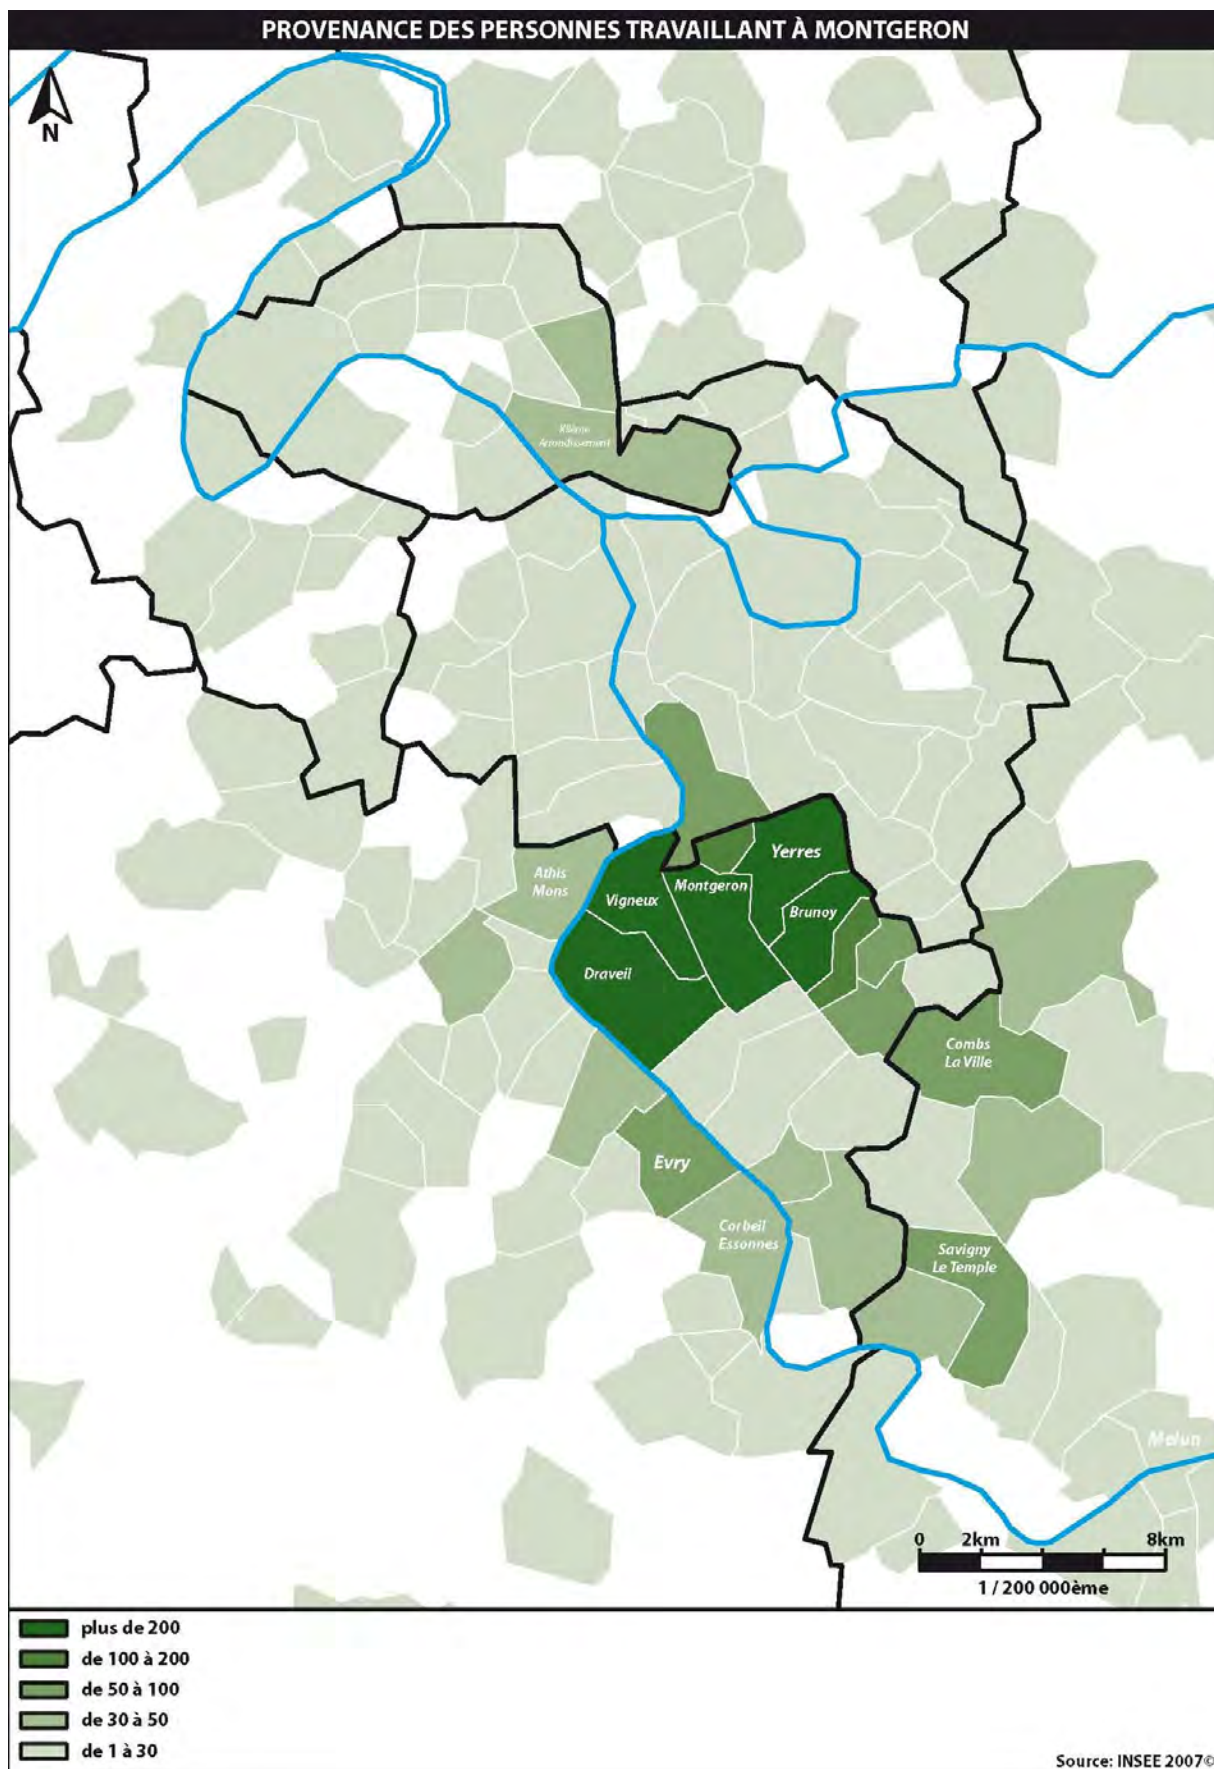 PROVENANCE DES PERSONNES TRAVAILLANT À MONTGERON
N
Arrondissement
Yerres
Athis
Mons
Montgeron
Vigneux
Brunoy
Draveil
Combs
La Ville
Evry
Corbeil
Essonnes
Savigny
Le Temple
Melun
0 2km 8km
1 / 200 000ème
plus de 200
de 100 à 200
de 50 à 100
de 30 à 50
de 1 à 30
Source: INSEE 2007©